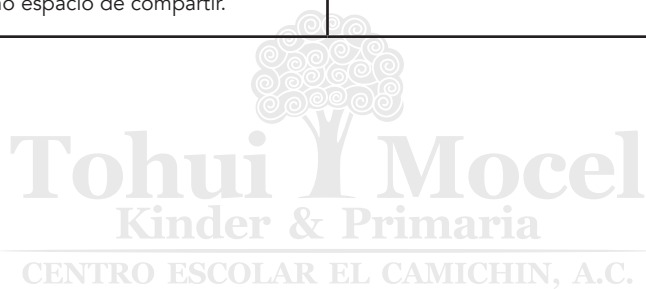 o espacio de compartir.
Tohui Mocel
Kinder & Primaria
CENTRO ESCOLAR EL CAMICHIN, A.C.